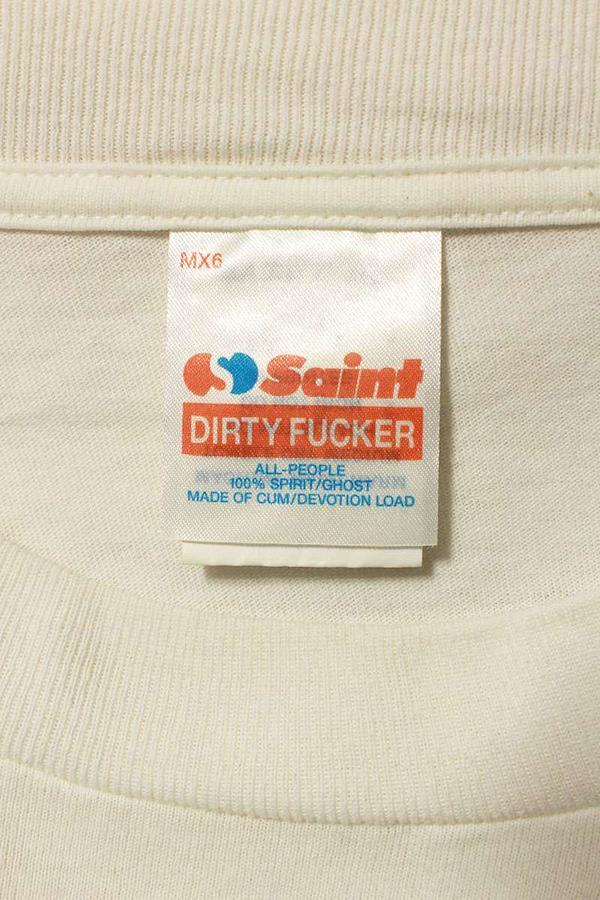 MX6
Saint
DIRTY FUCKER
ALL-PEOPLE
100% SPIRIT/GHOST
MADE OF CUM/DEVOTION LOAD